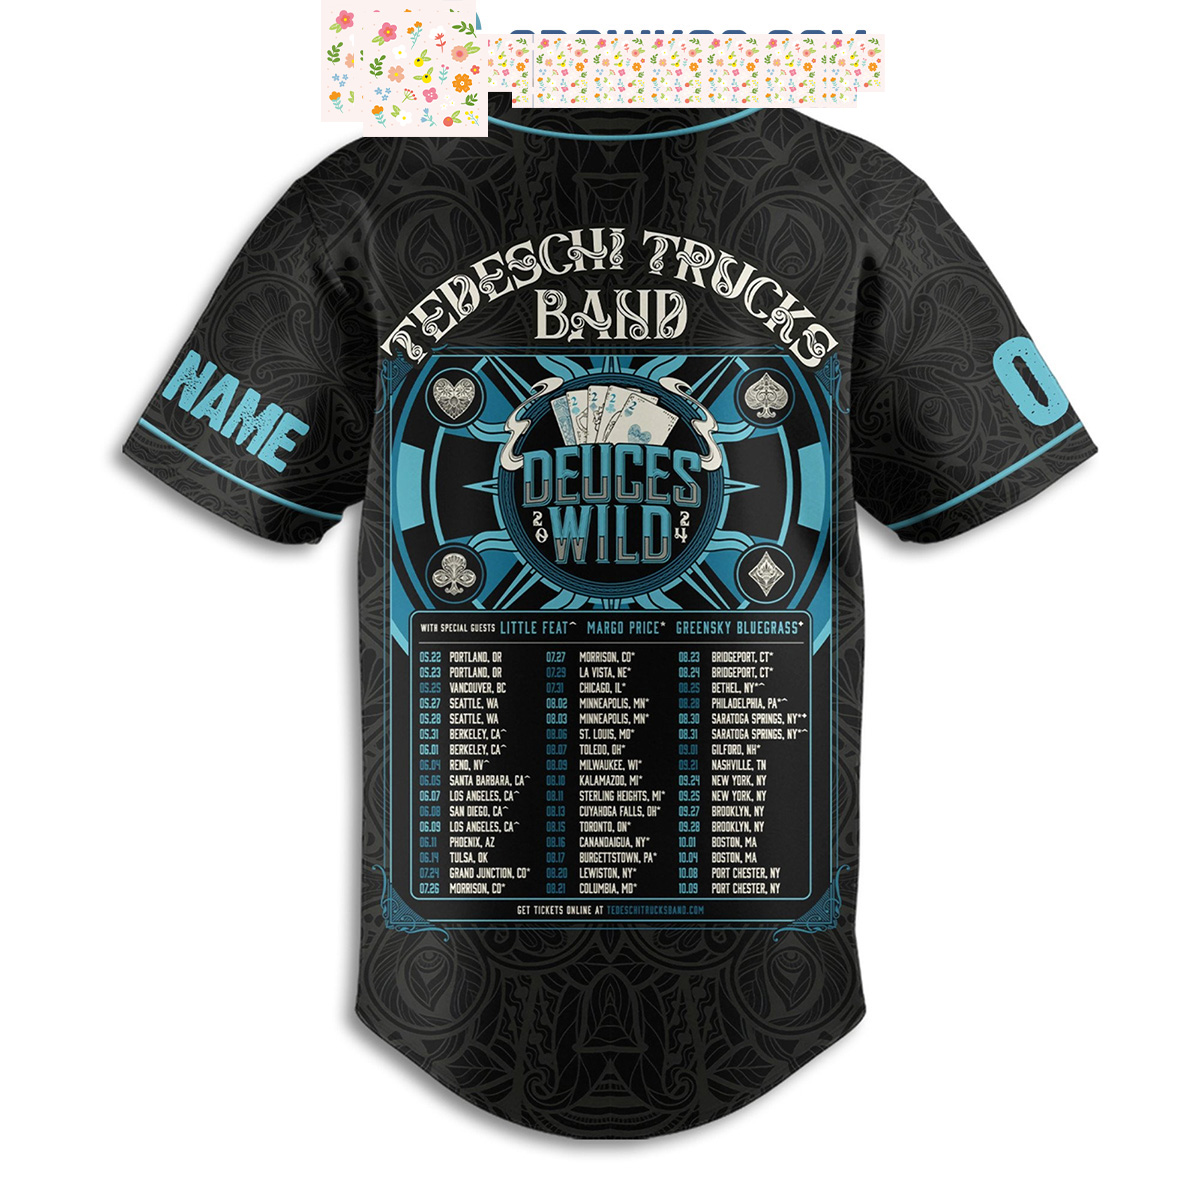 TEDESCHI TRUCKS
BAND
NAME
0
2 2 2 2
DEUCES
WILD
20 24
WITH SPECIAL GUESTS LITTLE FEAT^ MARGO PRICE* GREENSKY BLUEGRASS+
05.22 PORTLAND, OR 07.27 MORRISON, CO* 08.23 BRIDGEPORT, CT*
05.23 PORTLAND, OR 07.29 LA VISTA, NE* 08.24 BRIDGEPORT, CT*
05.25 VANCOUVER, BC 07.31 CHICAGO, IL* 08.25 BETHEL, NY*^
05.27 SEATTLE, WA 08.02 MINNEAPOLIS, MN* 08.28 PHILADELPHIA, PA*^
05.28 SEATTLE, WA 08.03 MINNEAPOLIS, MN* 08.30 SARATOGA SPRINGS, NY*+
05.31 BERKELEY, CA^ 08.06 ST. LOUIS, MO* 08.31 SARATOGA SPRINGS, NY*^
06.01 BERKELEY, CA^ 08.07 TOLEDO, OH* 09.01 GILFORD, NH*
06.04 RENO, NV^ 08.09 MILWAUKEE, WI* 09.21 NASHVILLE, TN
06.05 SANTA BARBARA, CA^ 08.10 KALAMAZOO, MI* 09.24 NEW YORK, NY
06.07 LOS ANGELES, CA^ 08.11 STERLING HEIGHTS, MI* 09.25 NEW YORK, NY
06.08 SAN DIEGO, CA^ 08.13 CUYAHOGA FALLS, OH* 09.27 BROOKLYN, NY
06.09 LOS ANGELES, CA^ 08.15 TORONTO, ON* 09.28 BROOKLYN, NY
06.11 PHOENIX, AZ 08.16 CANANDAIGUA, NY* 10.01 BOSTON, MA
06.14 TULSA, OK 08.17 BURGETTSTOWN, PA* 10.04 BOSTON, MA
07.24 GRAND JUNCTION, CO* 08.20 LEWISTON, NY* 10.08 PORT CHESTER, NY
07.26 MORRISON, CO* 08.21 COLUMBIA, MD* 10.09 PORT CHESTER, NY
GET TICKETS ONLINE AT TEDESCHITRUCKSBAND.COM